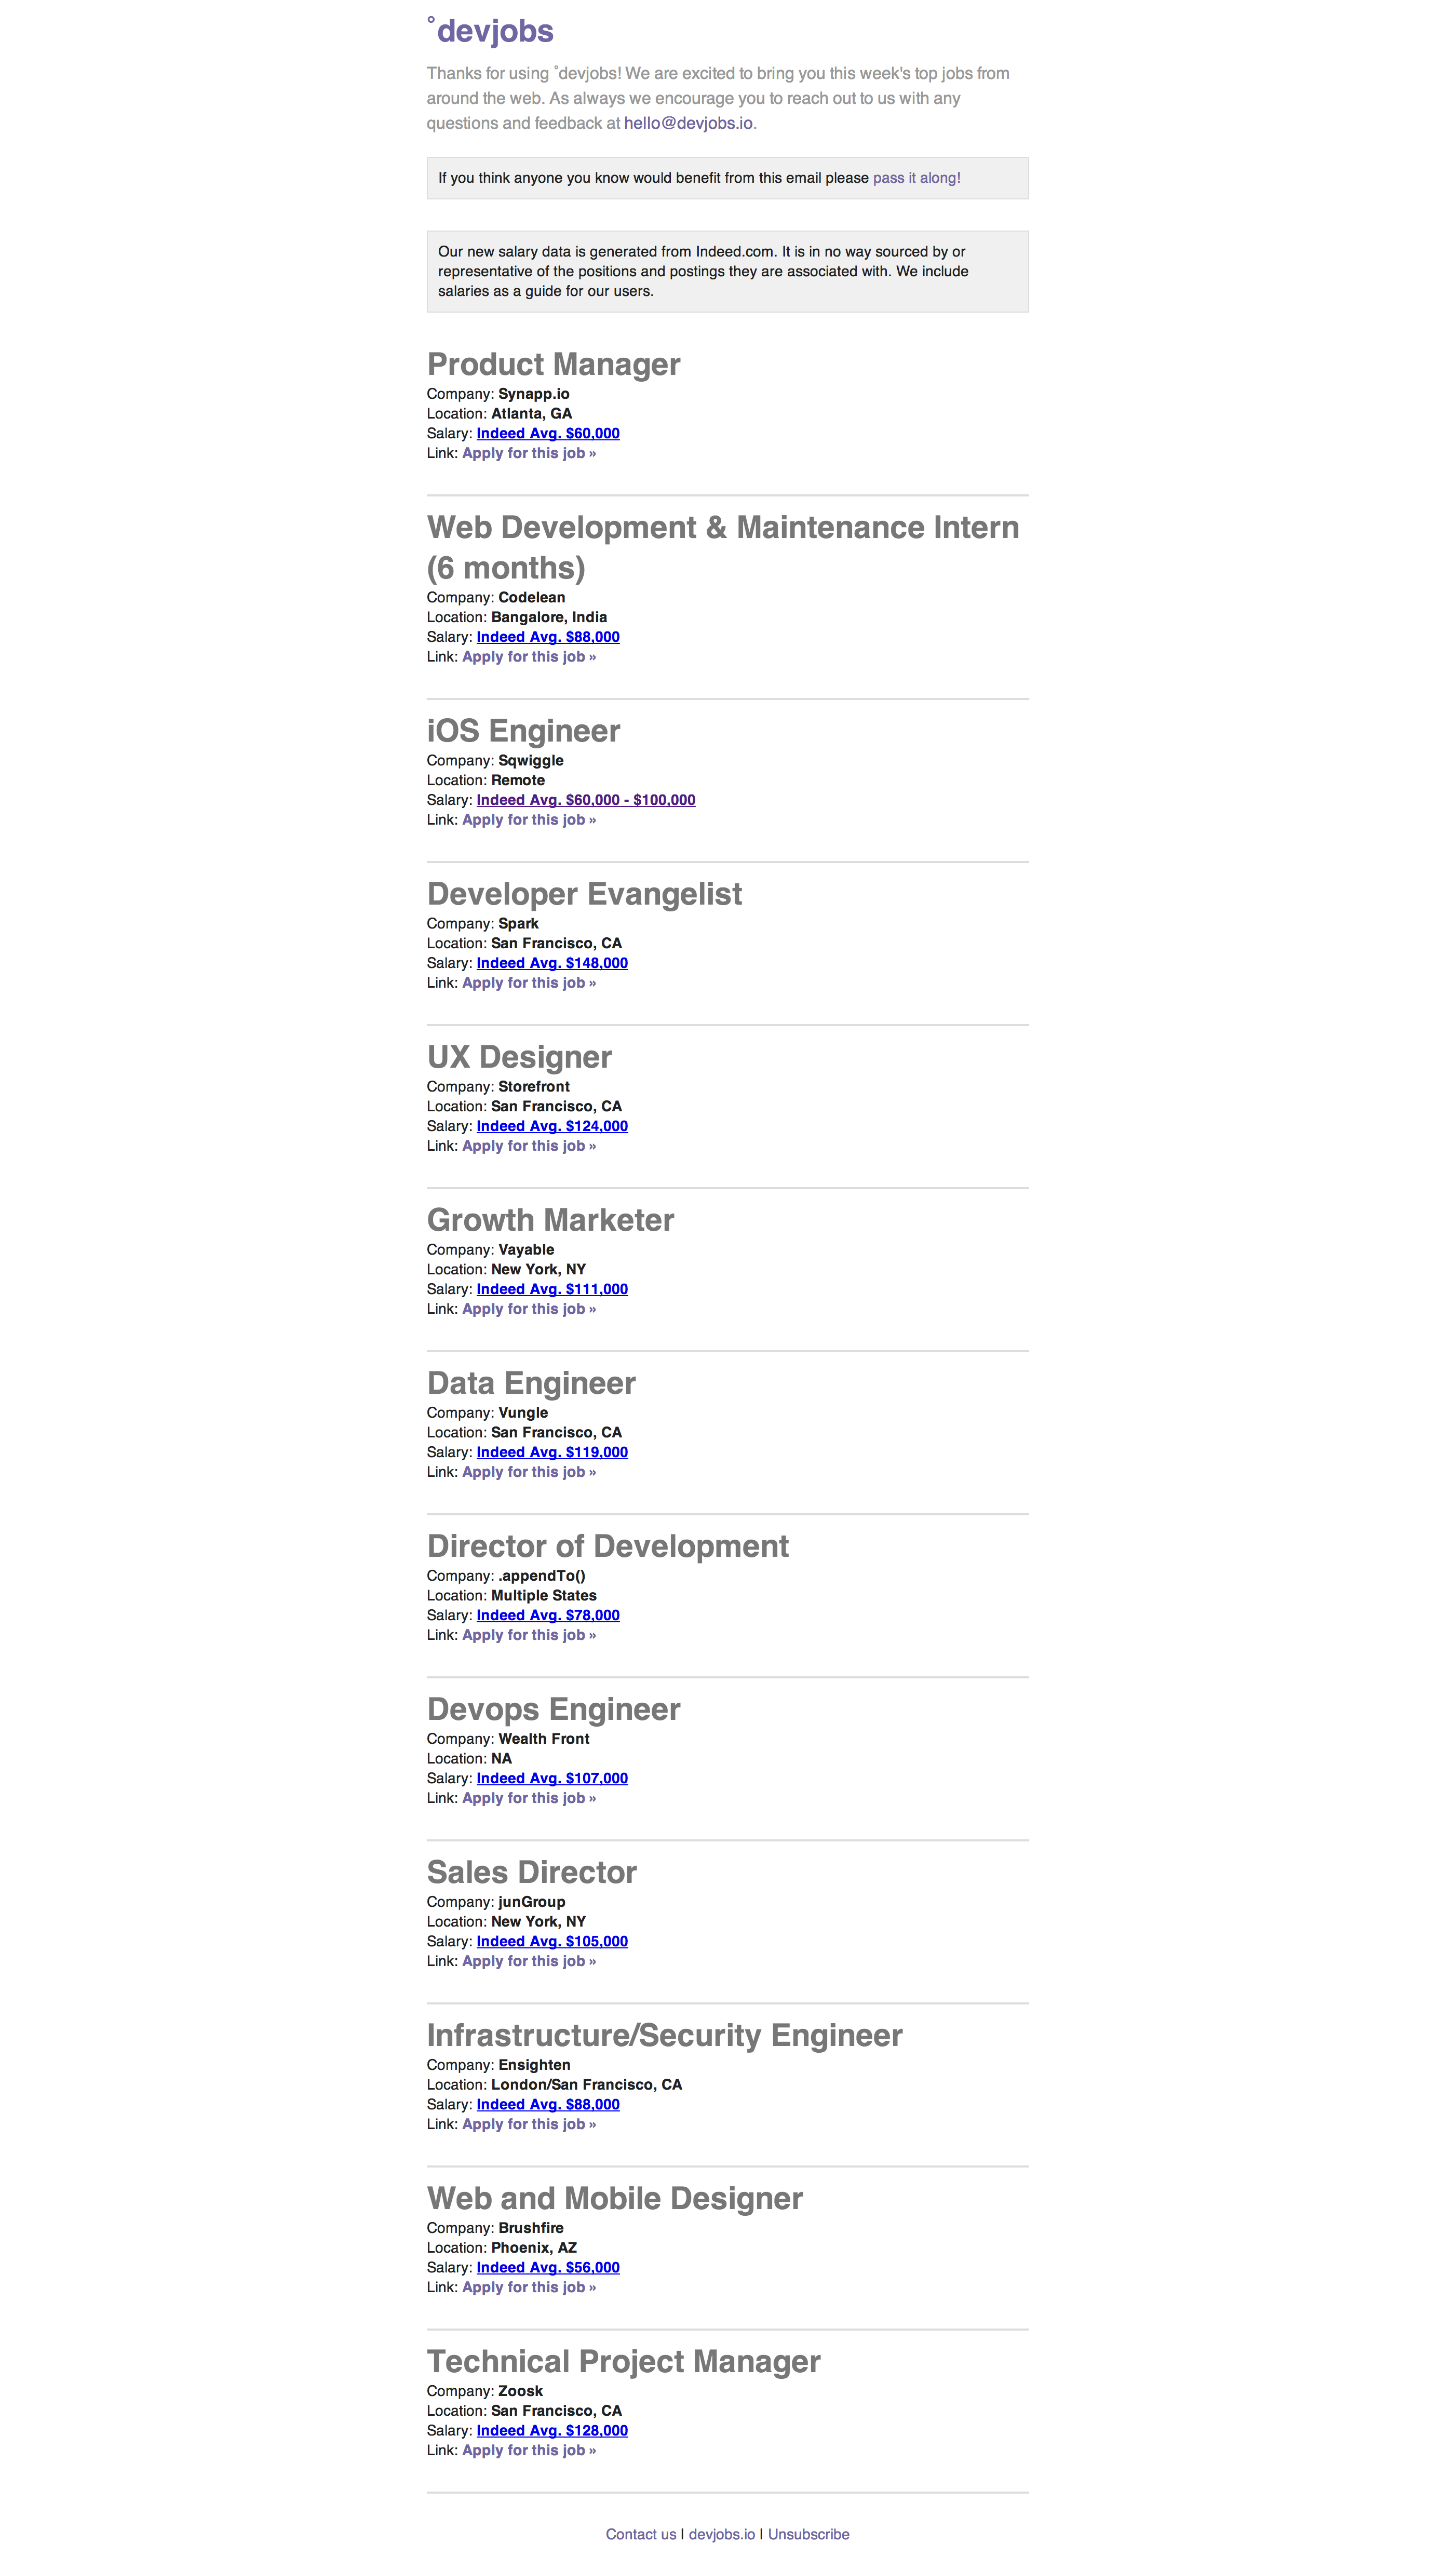 °devjobs
Thanks for using °devjobs! We are excited to bring you this week's top jobs from
around the web. As always we encourage you to reach out to us with any
questions and feedback at hello@devjobs.io.
If you think anyone you know would benefit from this email please pass it along!
Our new salary data is generated from Indeed.com. It is in no way sourced by or
representative of the positions and postings they are associated with. We include
salaries as a guide for our users.
Product Manager
Company: Synapp.io
Location: Atlanta, GA
Salary: Indeed Avg. $60,000
Link: Apply for this job »
Web Development & Maintenance Intern
(6 months)
Company: Codelean
Location: Bangalore, India
Salary: Indeed Avg. $88,000
Link: Apply for this job »
iOS Engineer
Company: Sqwiggle
Location: Remote
Salary: Indeed Avg. $60,000 - $100,000
Link: Apply for this job »
Developer Evangelist
Company: Spark
Location: San Francisco, CA
Salary: Indeed Avg. $148,000
Link: Apply for this job »
UX Designer
Company: Storefront
Location: San Francisco, CA
Salary: Indeed Avg. $124,000
Link: Apply for this job »
Growth Marketer
Company: Vayable
Location: New York, NY
Salary: Indeed Avg. $111,000
Link: Apply for this job »
Data Engineer
Company: Vungle
Location: San Francisco, CA
Salary: Indeed Avg. $119,000
Link: Apply for this job »
Director of Development
Company: .appendTo()
Location: Multiple States
Salary: Indeed Avg. $78,000
Link: Apply for this job »
Devops Engineer
Company: Wealth Front
Location: NA
Salary: Indeed Avg. $107,000
Link: Apply for this job »
Sales Director
Company: junGroup
Location: New York, NY
Salary: Indeed Avg. $105,000
Link: Apply for this job »
Infrastructure/Security Engineer
Company: Ensighten
Location: London/San Francisco, CA
Salary: Indeed Avg. $88,000
Link: Apply for this job »
Web and Mobile Designer
Company: Brushfire
Location: Phoenix, AZ
Salary: Indeed Avg. $56,000
Link: Apply for this job »
Technical Project Manager
Company: Zoosk
Location: San Francisco, CA
Salary: Indeed Avg. $128,000
Link: Apply for this job »
Contact us | devjobs.io | Unsubscribe